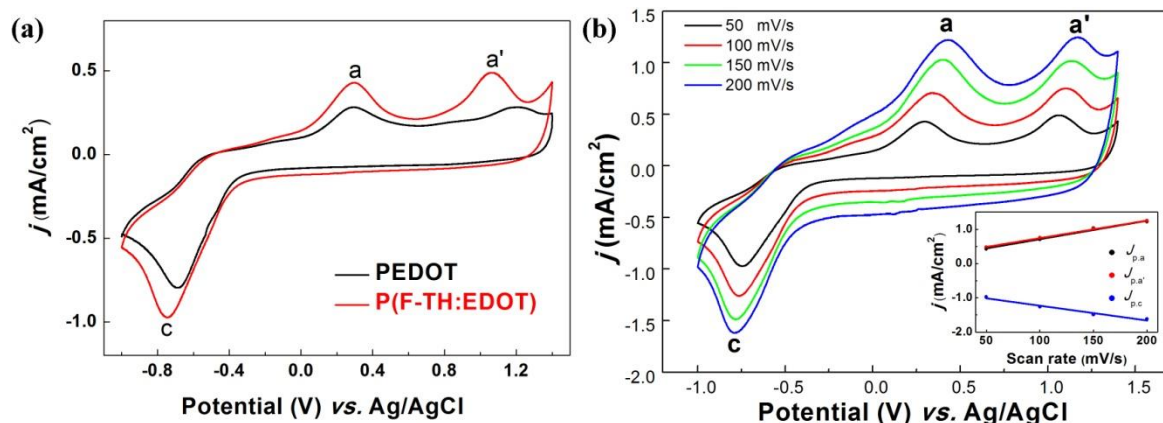 (a)
a
a'
0.5
0.0
-0.5
-1.0
j (mA/cm²)
PEDOT
P(F-TH:EDOT)
c
-0.8 -0.4 0.0 0.4 0.8 1.2
Potential (V) vs. Ag/AgCl
(b)
50 mV/s
100 mV/s
150 mV/s
200 mV/s
a
a'
1.5
1.0
0.5
0.0
-0.5
-1.0
-1.5
-2.0
j (mA/cm²)
c
1.0
0.0
-1.0
-2.0
j (mA/cm²)
Jp.a
Jp.a'
Jp.c
50 100 150 200
Scan rate (mV/s)
-1.0 -0.5 0.0 0.5 1.0 1.5
Potential (V) vs. Ag/AgCl